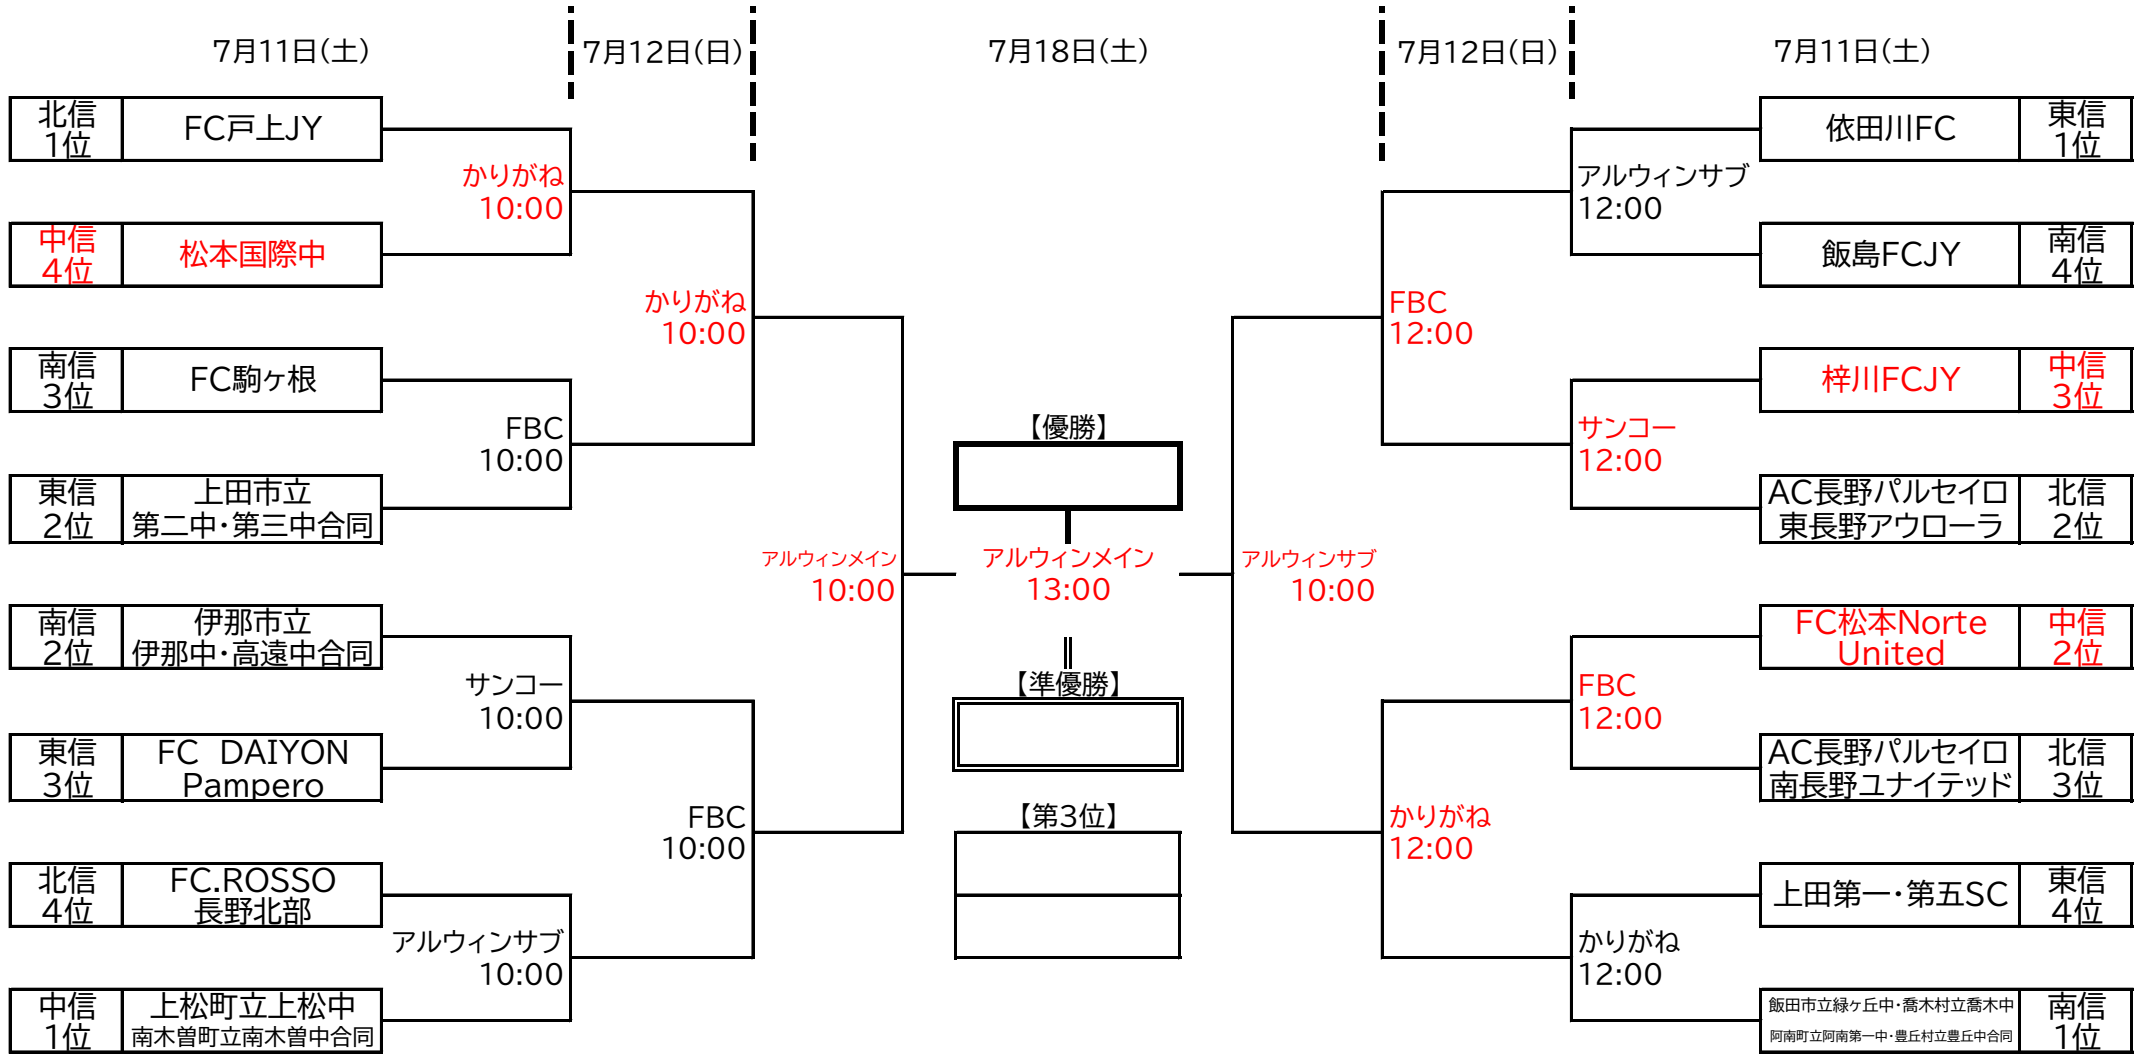 7月11日(土)
7月12日(日)
7月18日(土)
7月12日(日)
7月11日(土)
北信
1位
FC戸上JY
かりがね
10:00
中信
4位
松本国際中
かりがね
10:00
南信
3位
FC駒ヶ根
FBC
10:00
東信
2位
上田市立
第二中・第三中合同
アルウィンメイン
10:00
南信
2位
伊那市立
伊那中・高遠中合同
サンコー
10:00
東信
3位
FC DAIYON
Pampero
FBC
10:00
北信
4位
FC.ROSSO
長野北部
アルウィンサブ
10:00
中信
1位
上松町立上松中
南木曽町立南木曽中合同
【優勝】
アルウィンメイン
13:00
【準優勝】
【第3位】
依田川FC
東信
1位
アルウィンサブ
12:00
飯島FCJY
南信
4位
FBC
12:00
梓川FCJY
中信
3位
サンコー
12:00
AC長野パルセイロ
東長野アウローラ
北信
2位
アルウィンサブ
10:00
FC松本Norte
United
中信
2位
FBC
12:00
AC長野パルセイロ
南長野ユナイテッド
北信
3位
かりがね
12:00
上田第一・第五SC
東信
4位
かりがね
12:00
飯田市立緑ヶ丘中・喬木村立喬木中
阿南町立阿南第一中・豊丘村立豊丘中合同
南信
1位